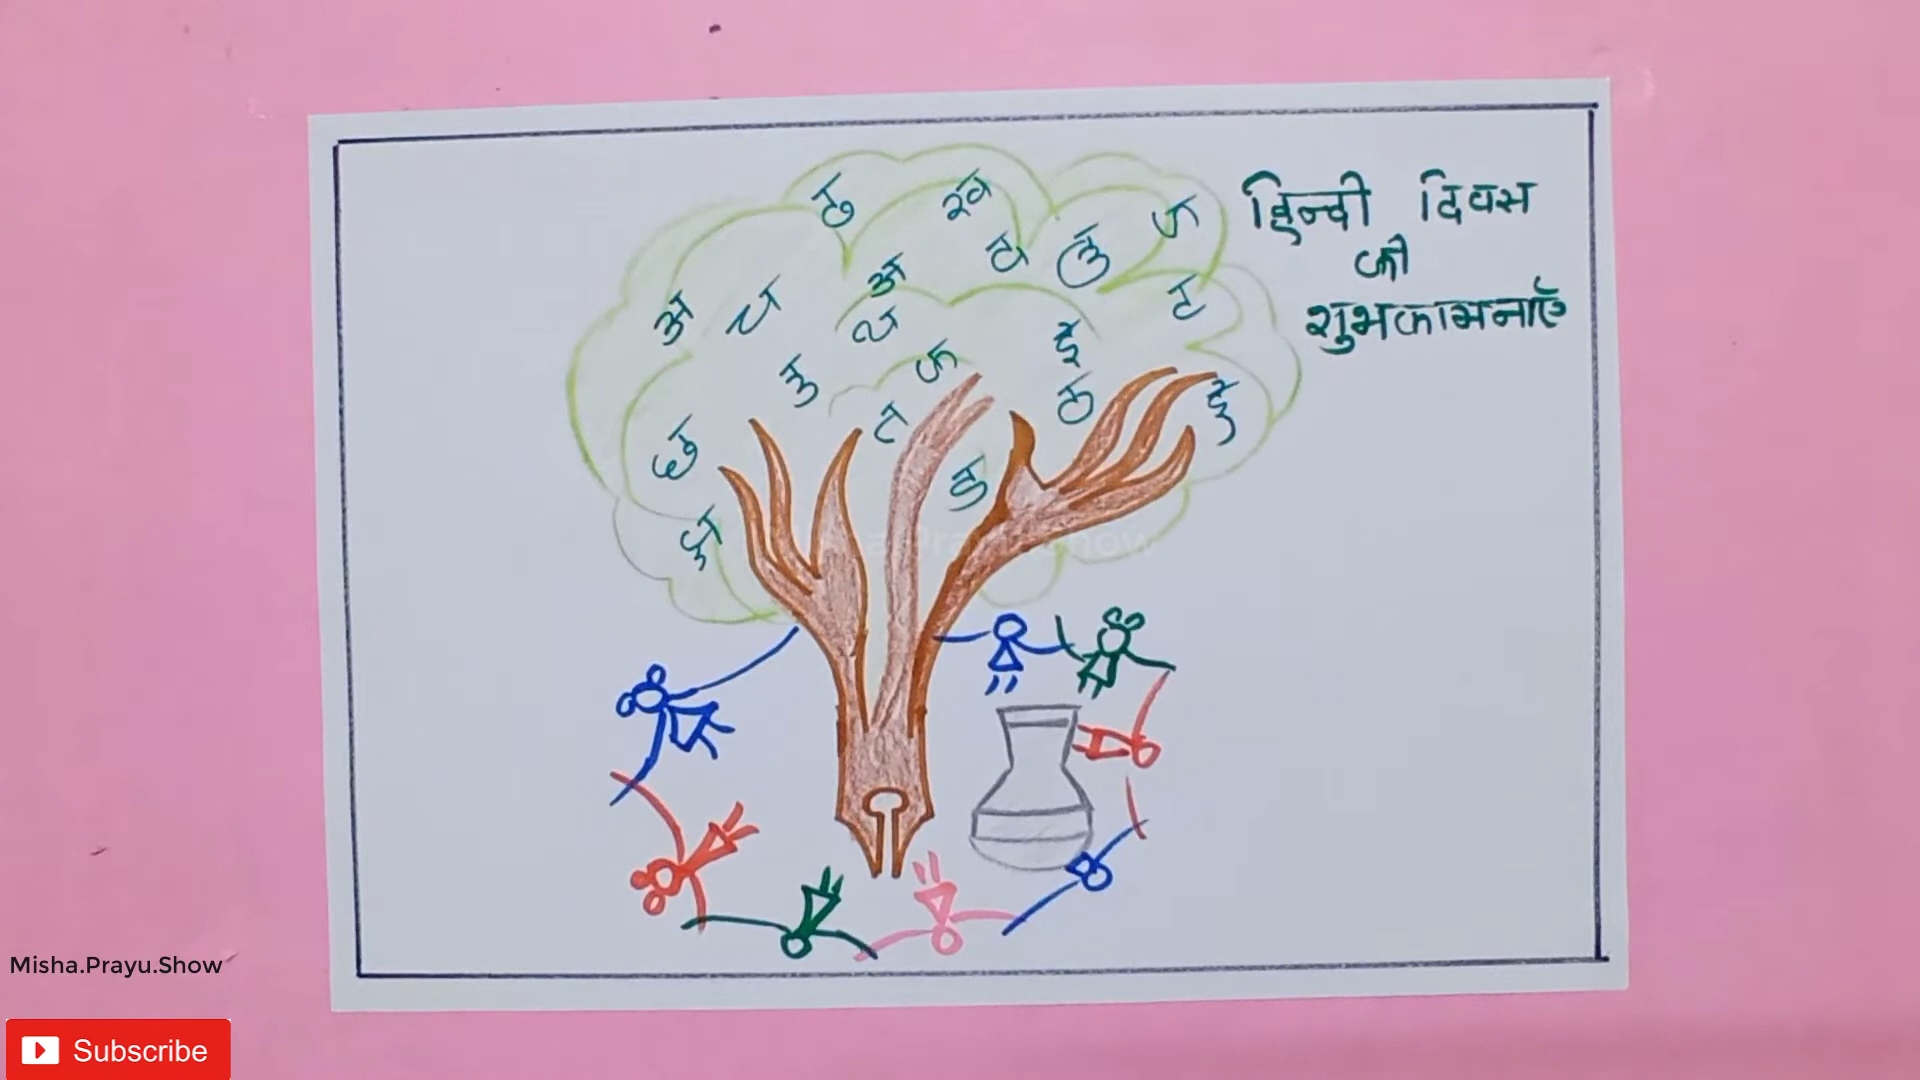 हिन्दी दिवस
की
शुभकामनाएँ
ठ ख ज
अ ठ उ
अ च थ ट
उ क ई
छ त ठ ई
ड
अ
Misha.Prayu.Show
Subscribe